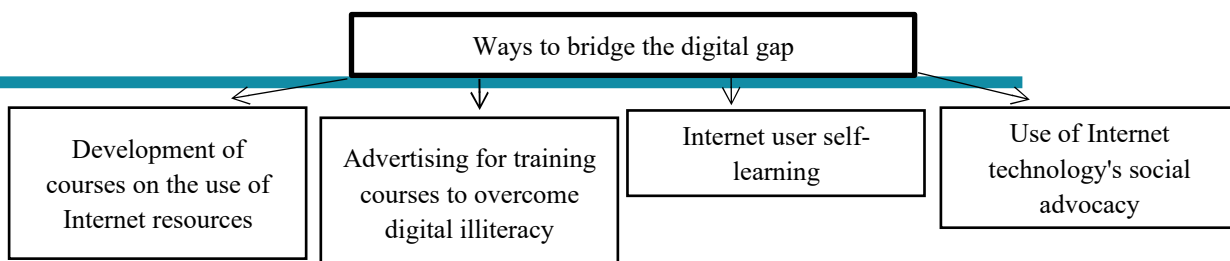 Ways to bridge the digital gap
Development of
courses on the use of
Internet resources
Advertising for training
courses to overcome
digital illiteracy
Internet user self-
learning
Use of Internet
technology's social
advocacy